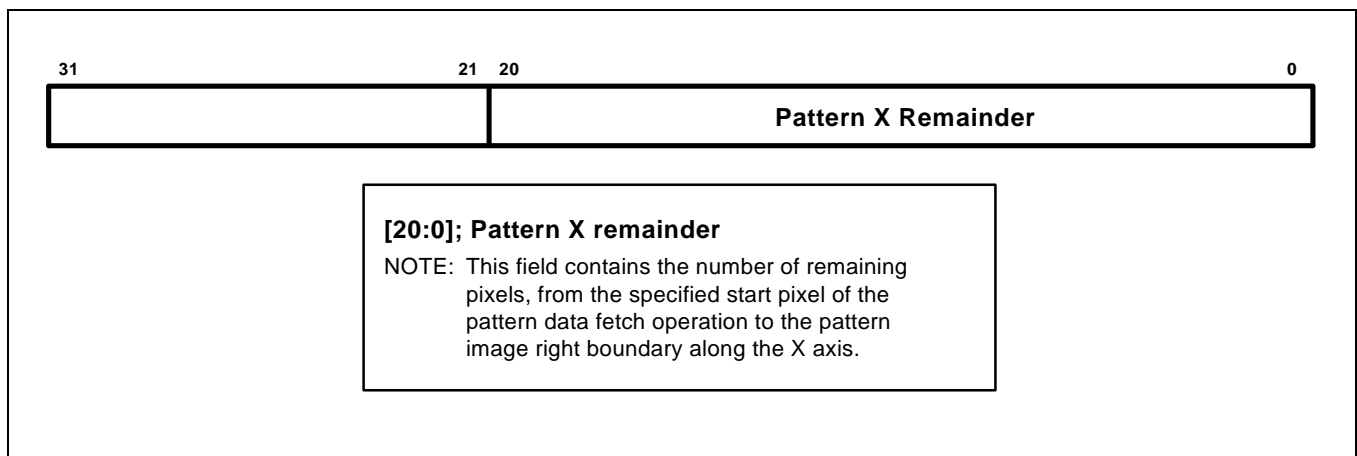 31 21 20 0
Pattern X Remainder
[20:0]; Pattern X remainder
NOTE: This field contains the number of remaining
pixels, from the specified start pixel of the
pattern data fetch operation to the pattern
image right boundary along the X axis.